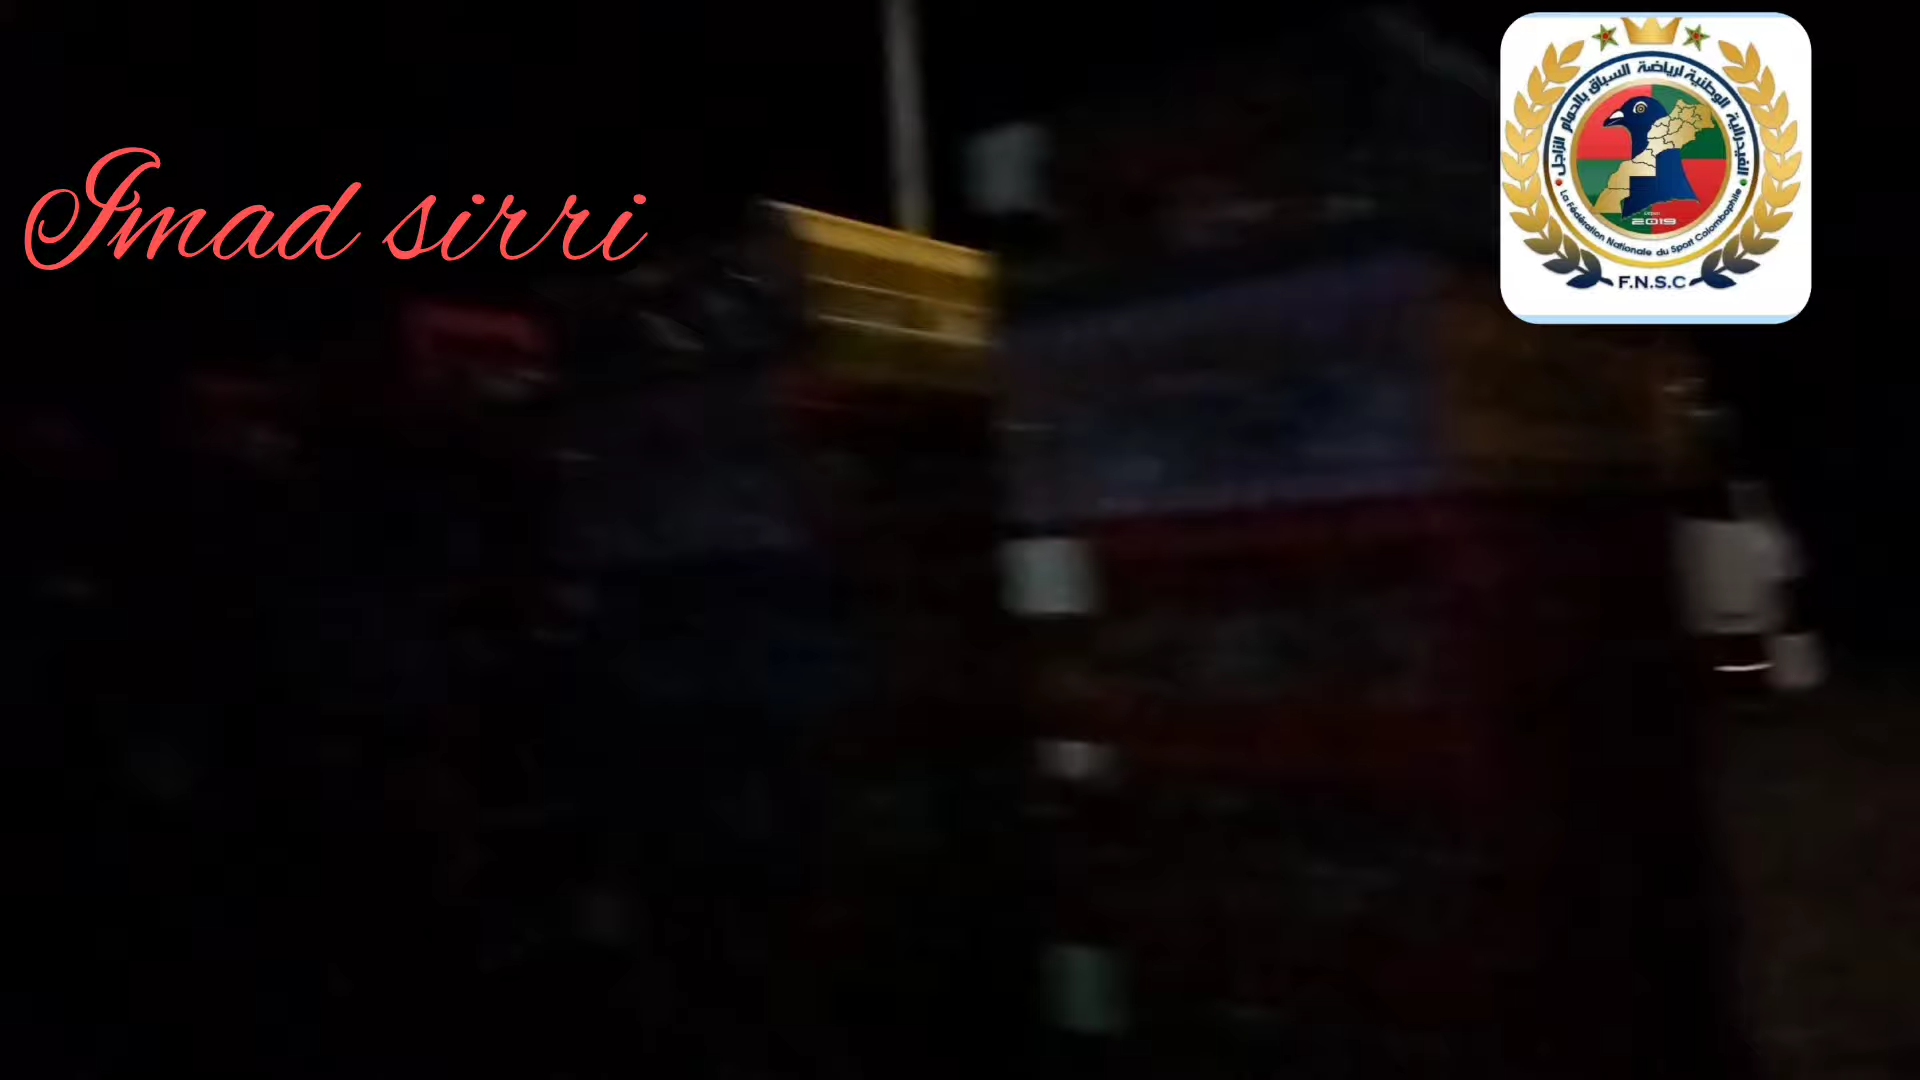 Imad sirri
الفيدرالية الوطنية لرياضة السباق بالحمام الزاجل
2019
La Fédération Nationale du Sport Colombophile
F.N.S.C